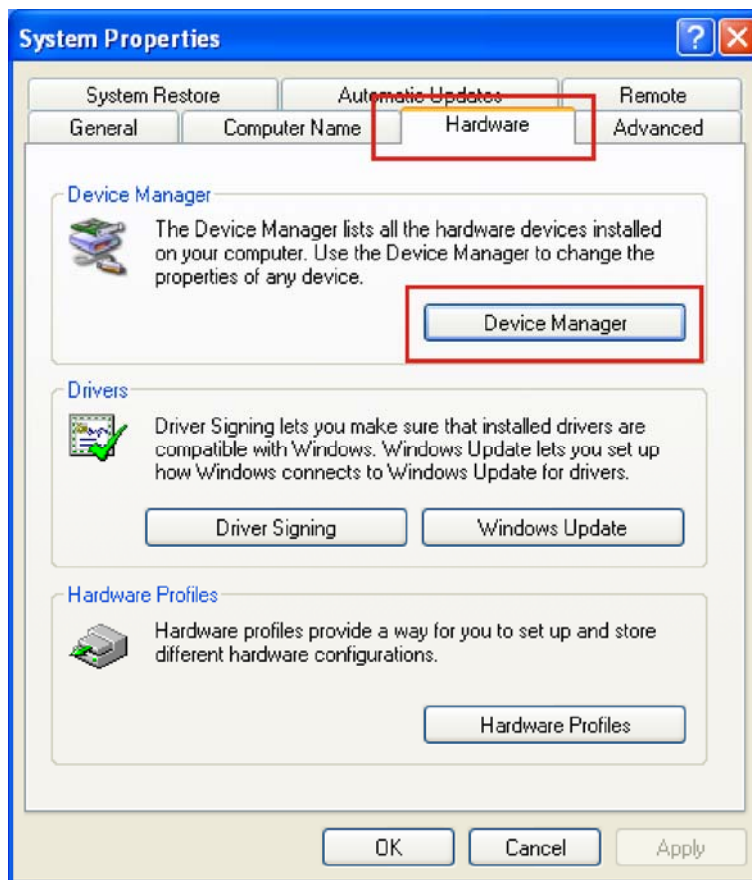 System Properties
System Restore
Automatic Updates
Remote
General
Computer Name
Hardware
Advanced
Device Manager
The Device Manager lists all the hardware devices installed
on your computer. Use the Device Manager to change the
properties of any device.
Device Manager
Drivers
Driver Signing lets you make sure that installed drivers are
compatible with Windows. Windows Update lets you set up
how Windows connects to Windows Update for drivers.
Driver Signing
Windows Update
Hardware Profiles
Hardware profiles provide a way for you to set up and store
different hardware configurations.
Hardware Profiles
OK
Cancel
Apply